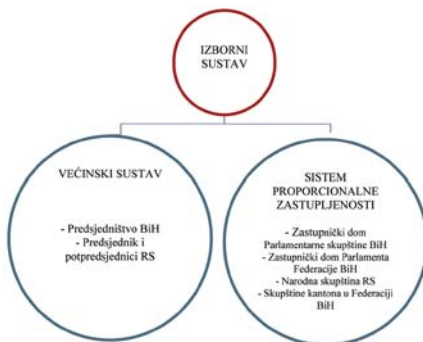 IZBORNI
SUSTAV
VEĆINSKI SUSTAV
- Predsjedništvo BiH
- Predsjednik i
potpredsjednici RS
SISTEM
PROPORCIONALNE
ZASTUPLJENOSTI
- Zastupnički dom
Parlamentarne skupštine BiH
- Zastupnički dom Parlamenta
Federacije BiH
- Narodna skupština RS
- Skupštine kantona u Federaciji
BiH